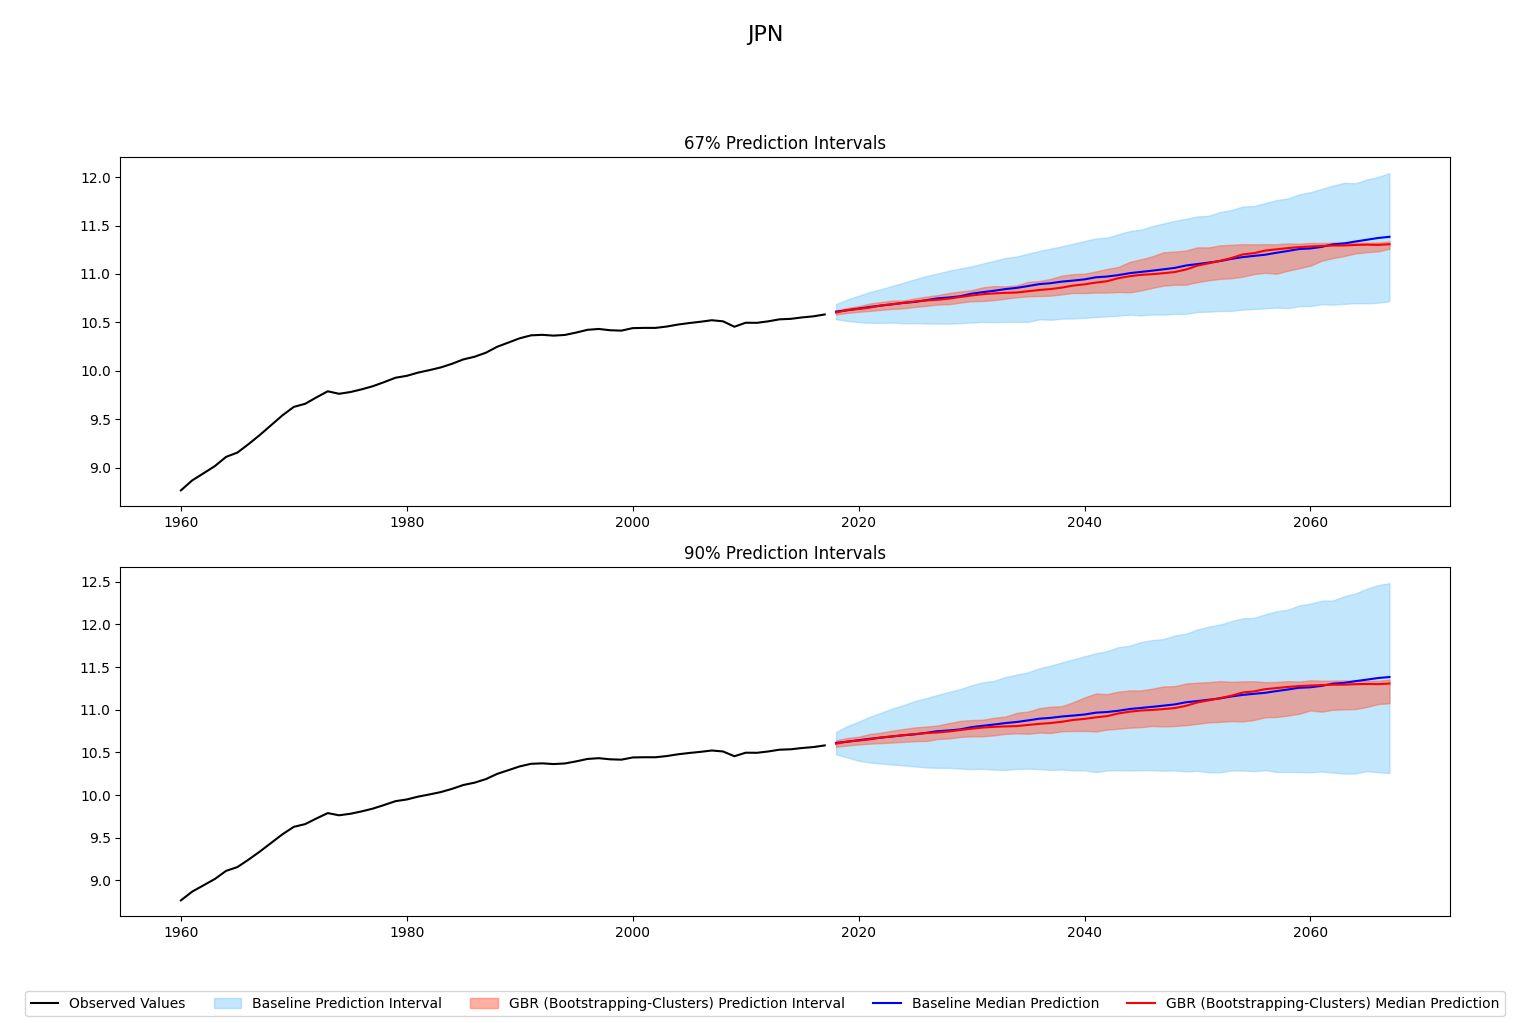 JPN
67% Prediction Intervals
12.0
11.5
11.0
10.5
10.0
9.5
9.0
1960 1980 2000 2020 2040 2060
90% Prediction Intervals
12.5
12.0
11.5
11.0
10.5
10.0
9.5
9.0
1960 1980 2000 2020 2040 2060
Observed Values Baseline Prediction Interval GBR (Bootstrapping-Clusters) Prediction Interval Baseline Median Prediction GBR (Bootstrapping-Clusters) Median Prediction